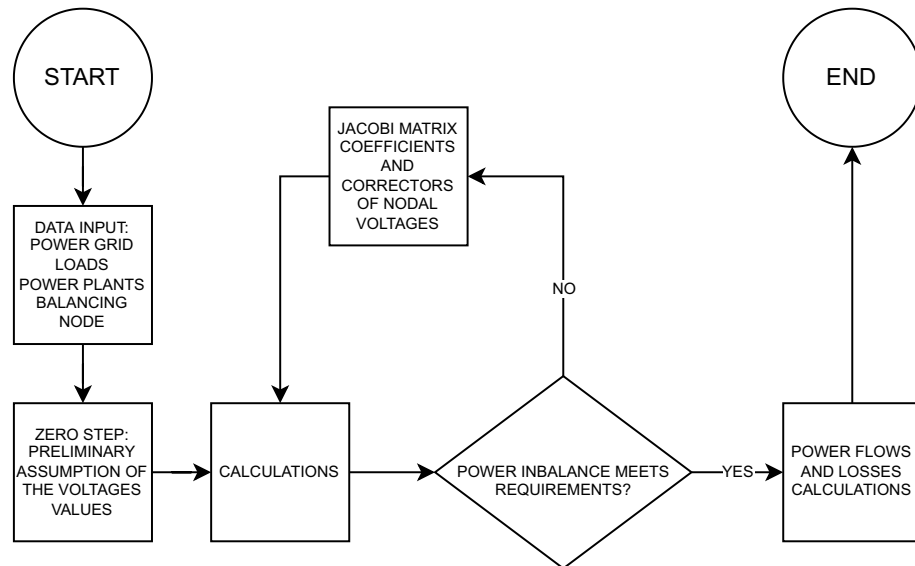 START
END
JACOBI MATRIX
COEFFICIENTS
AND
CORRECTORS
OF NODAL
VOLTAGES
DATA INPUT:
POWER GRID
LOADS
POWER PLANTS
BALANCING
NODE
NO
ZERO STEP:
PRELIMINARY
ASSUMPTION OF
THE VOLTAGES
VALUES
CALCULATIONS
POWER INBALANCE MEETS
REQUIREMENTS?
YES
POWER FLOWS
AND LOSSES
CALCULATIONS